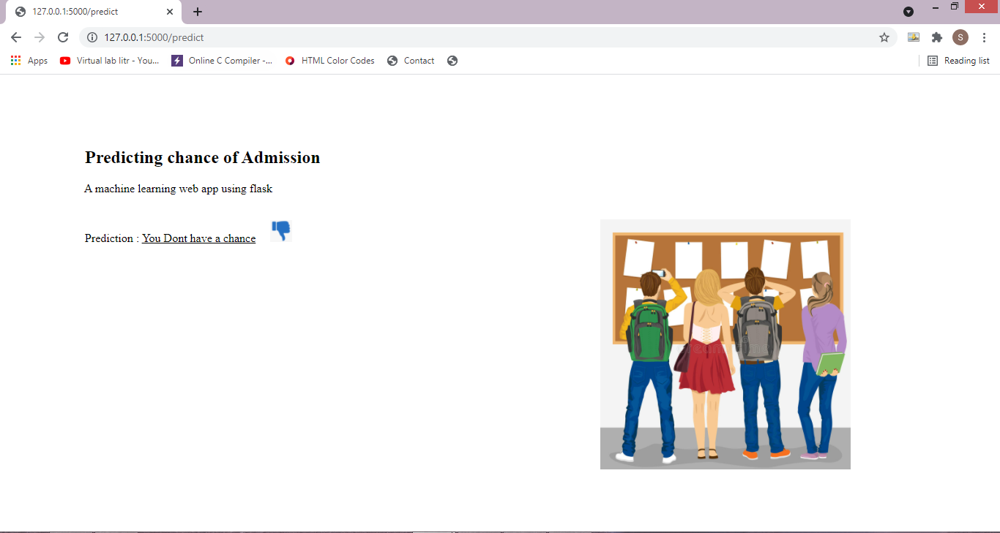 127.0.0.1:5000/predict
127.0.0.1:5000/predict
S
Apps
Virtual lab litr - You...
Online C Compiler -...
HTML Color Codes
Contact
Reading list
Predicting chance of Admission
A machine learning web app using flask
Prediction : You Dont have a chance